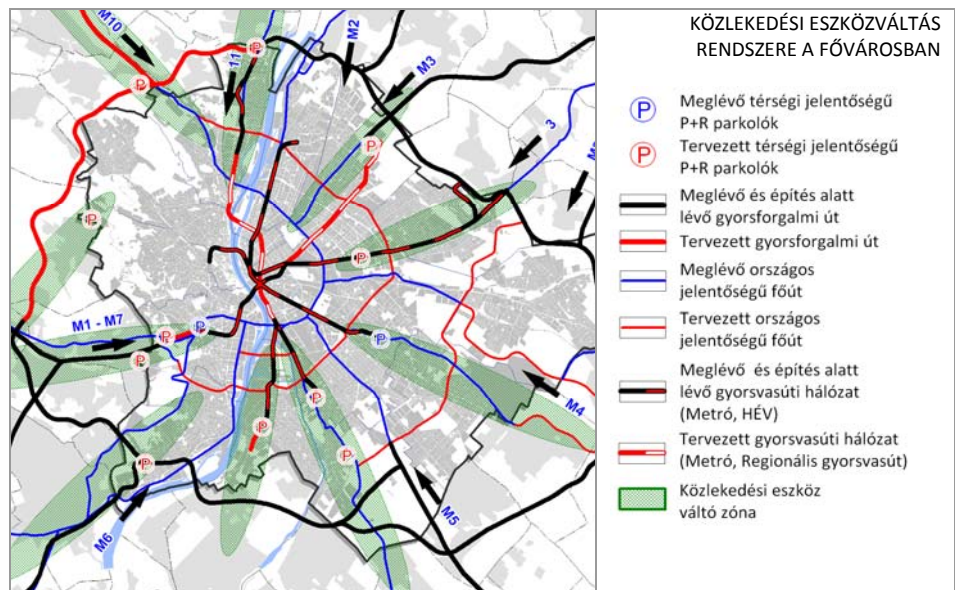 KÖZLEKEDÉSI ESZKÖZVÁLTÁS
RENDSZERE A FŐVÁROSBAN
P
Meglévő térségi jelentőségű
P+R parkolók
P
Tervezett térségi jelentőségű
P+R parkolók
Meglévő és építés alatt
lévő gyorsforgalmi út
Tervezett gyorsforgalmi út
Meglévő országos
jelentőségű főút
Tervezett országos
jelentőségű főút
Meglévő és építés alatt
lévő gyorsvasúti hálózat
(Metró, HÉV)
Tervezett gyorsvasúti hálózat
(Metró, Regionális gyorsvasút)
Közlekedési eszköz
váltó zóna
M10
11
M2
M3
3
M1 - M7
M4
M5
M6
P
P
P
P
P
P
P
P
P
P
P
P
P